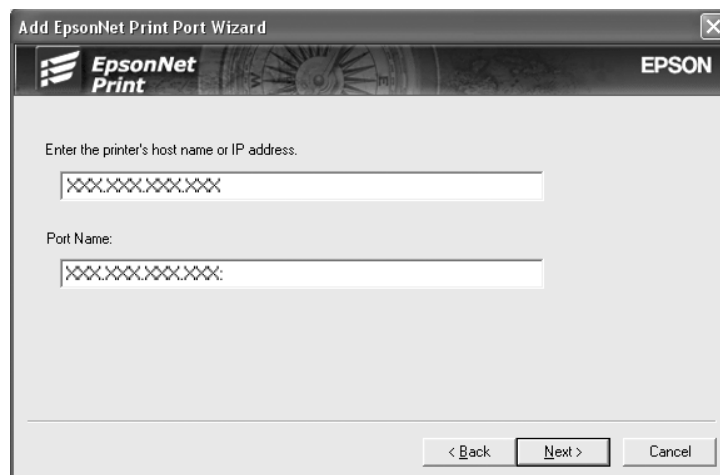 Add EpsonNet Print Port Wizard
EpsonNet
Print
EPSON
Enter the printer's host name or IP address.
XXX.XXX.XXX.XXX
Port Name:
XXX.XXX.XXX.XXX:
< Back
Next >
Cancel